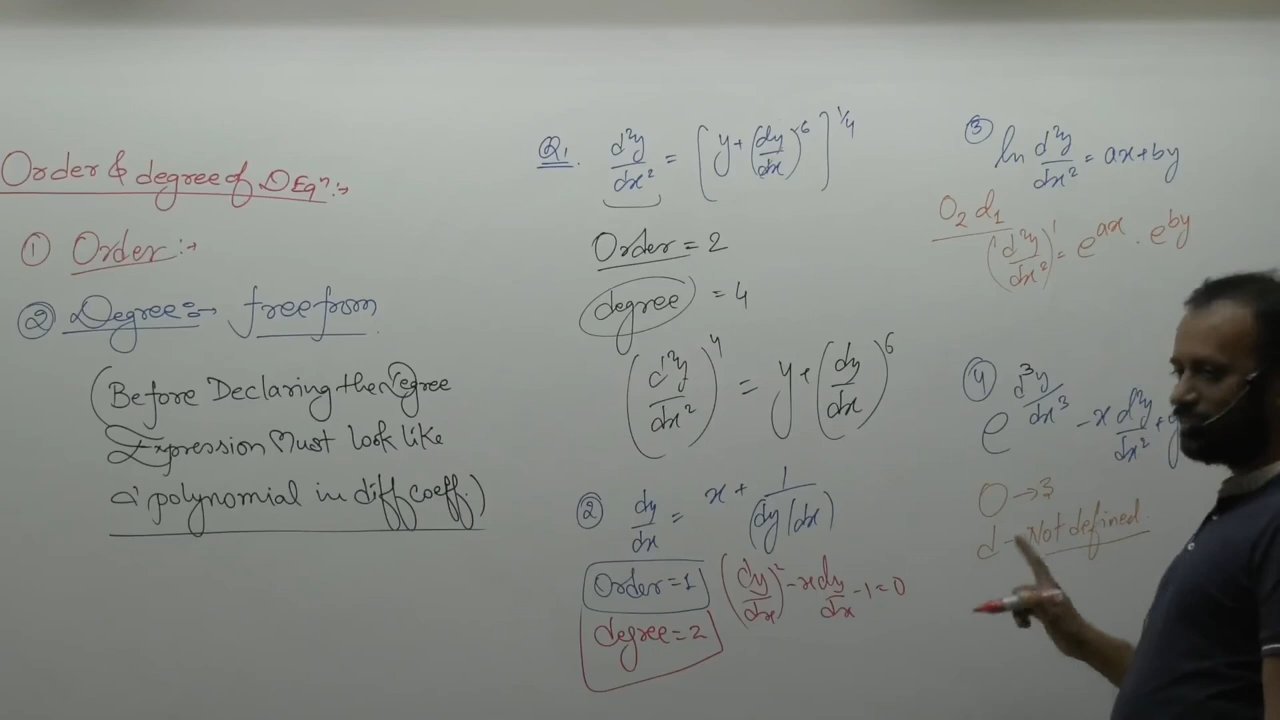 Order & degree of D Eqⁿ :-
① Order :-
② Degree :- free from
(Before Declaring the Degree
Expression Must look like
a 'polynomial in diff coeff.)
Q1. d²y/dx² = [y + (dy/dx)⁶]^1/4
Order = 2
degree = 4
(d²y/dx²)⁴ = y + (dy/dx)⁶
② dy/dx = x + 1/(dy/dx)
Order = 1
degree = 2
(dy/dx)² - x dy/dx - 1 = 0
③ ln d²y/dx² = ax + by
O₂ d₁
(d²y/dx²)¹ = e^ax . e^by
④ e^(d³y/dx³) - x d²y/dx² +
O → 3
d → Not defined.